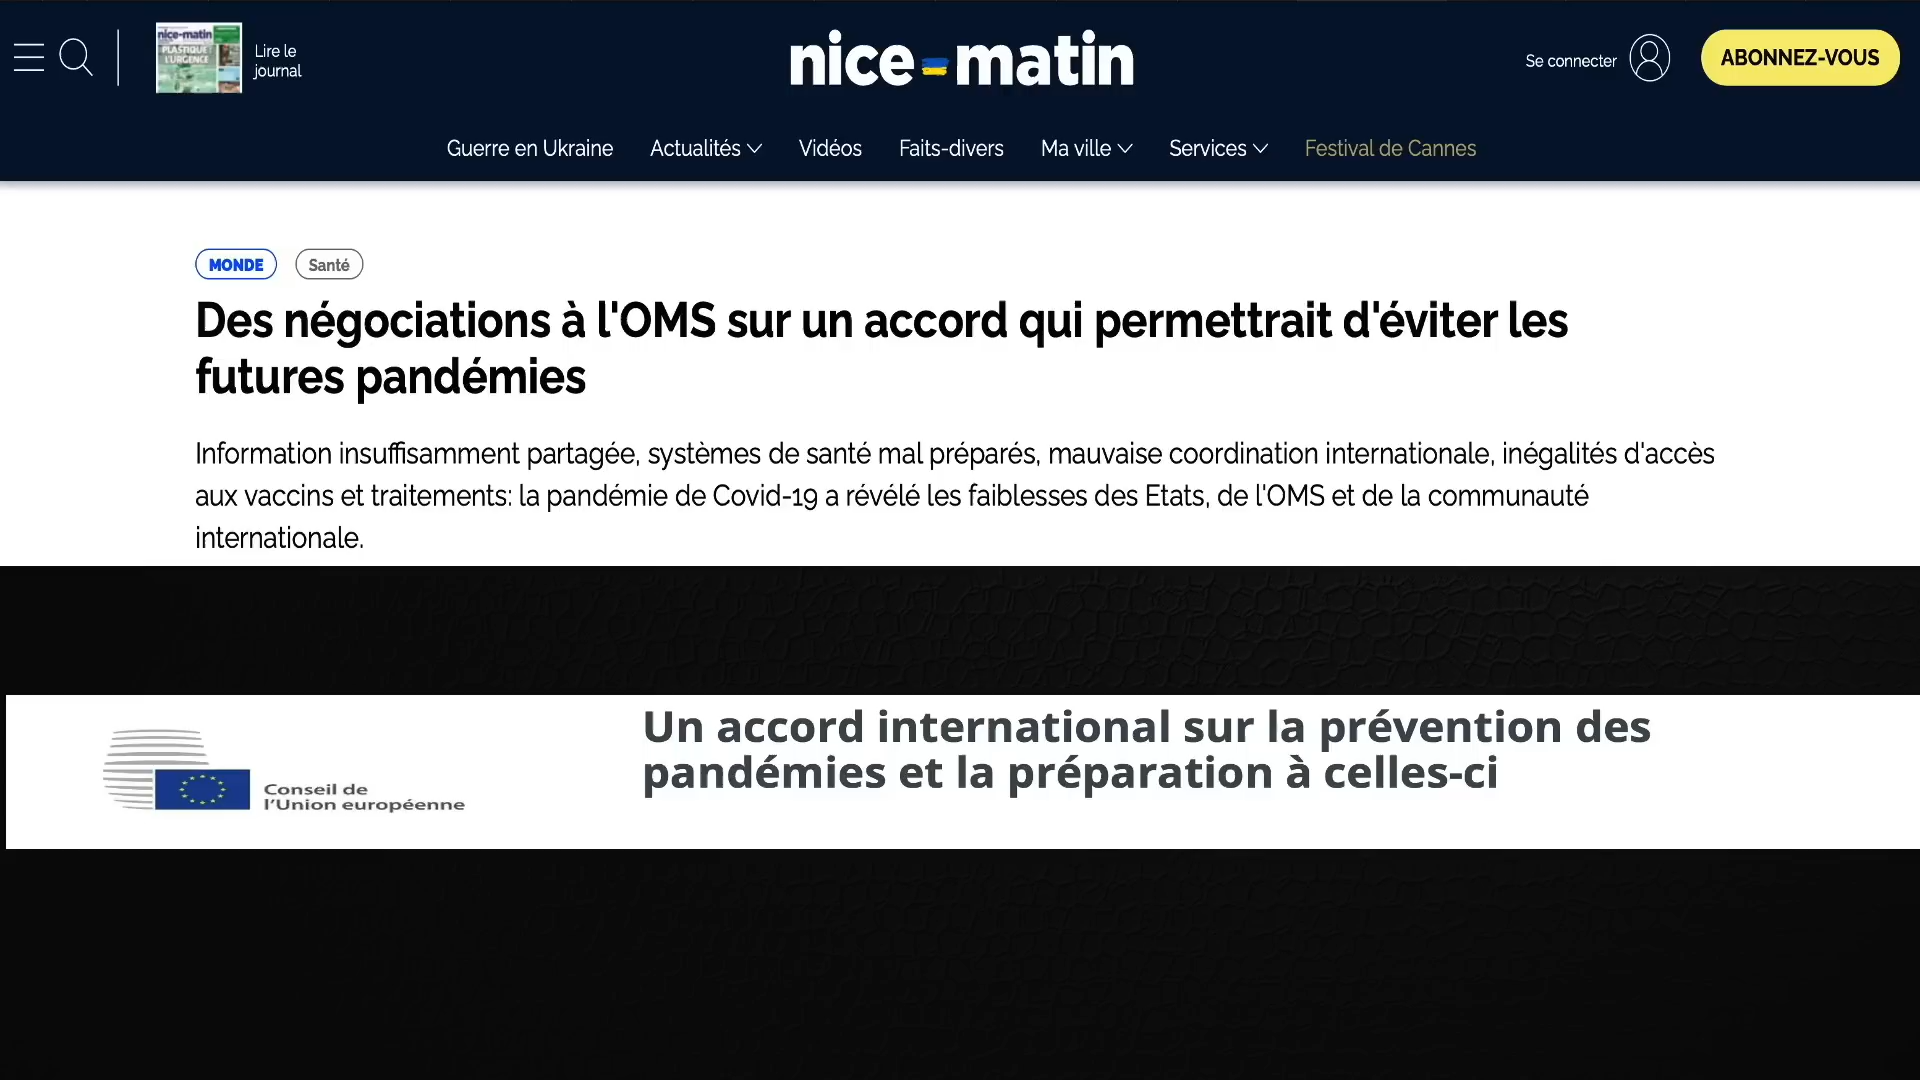 nice-matin
PLASTIQUE
L'URGENCE
Lire le
journal
nice-matin
Se connecter
ABONNEZ-VOUS
Guerre en Ukraine
Actualités
Vidéos
Faits-divers
Ma ville
Services
Festival de Cannes
MONDE
Santé
Des négociations à l'OMS sur un accord qui permettrait d'éviter les
futures pandémies
Information insuffisamment partagée, systèmes de santé mal préparés, mauvaise coordination internationale, inégalités d'accès
aux vaccins et traitements: la pandémie de Covid-19 a révélé les faiblesses des Etats, de l'OMS et de la communauté
internationale.
Conseil de
l'Union européenne
Un accord international sur la prévention des
pandémies et la préparation à celles-ci